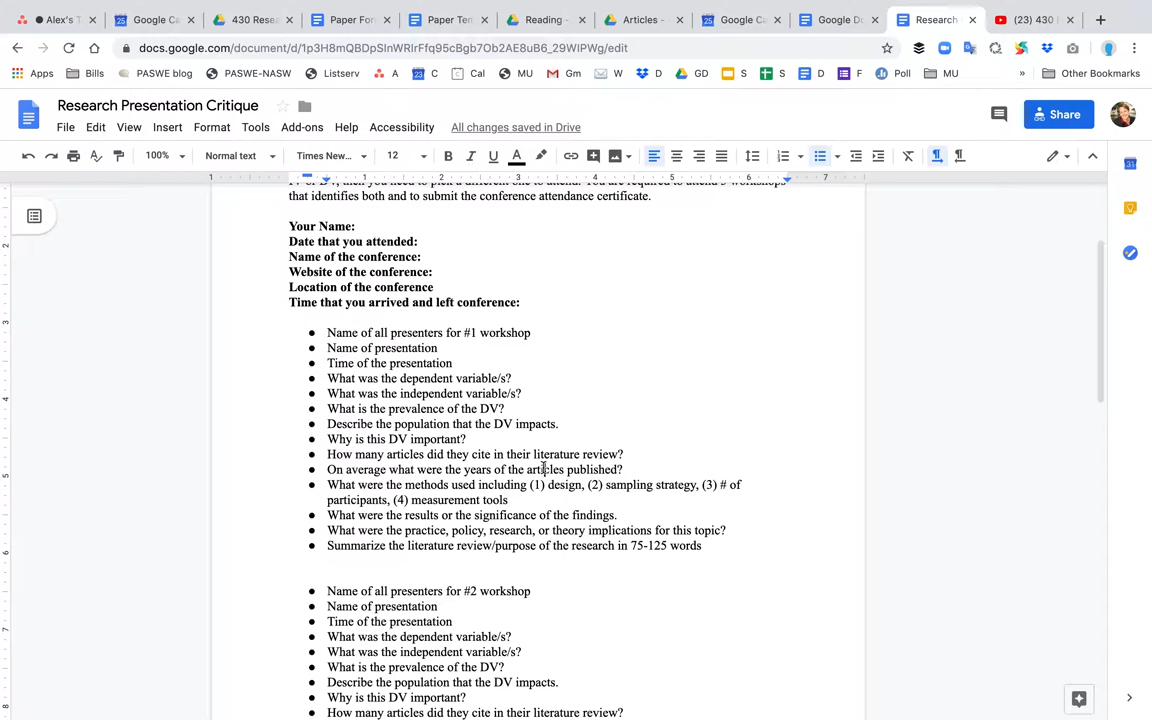 Alex's T
Google Ca
430 Resea
Paper For
Paper Ten
Reading -
Articles -
Google Ca
Google Do
Research
(23) 430
docs.google.com/document/d/
/edit
Apps
Bills
PASWE blog
PASWE-NASW
Listserv
A
C
Cal
MU
Gm
W
D
GD
S
S
D
F
Poll
MU
»
Other Bookmarks
Research Presentation Critique
File Edit View Insert Format Tools Add-ons Help Accessibility All changes saved in Drive
Share
100% Normal text Times New... 12
1 1 2 3 4 5 6 7
that identifies both and to submit the conference attendance certificate.
Your Name:
Date that you attended:
Name of the conference:
Website of the conference:
Location of the conference
Time that you arrived and left conference:
● Name of all presenters for #1 workshop
● Name of presentation
● Time of the presentation
● What was the dependent variable/s?
● What was the independent variable/s?
● What is the prevalence of the DV?
● Describe the population that the DV impacts.
● Why is this DV important?
● How many articles did they cite in their literature review?
● On average what were the years of the articles published?
● What were the methods used including (1) design, (2) sampling strategy, (3) # of
participants, (4) measurement tools
● What were the results or the significance of the findings.
● What were the practice, policy, research, or theory implications for this topic?
● Summarize the literature review/purpose of the research in 75-125 words
● Name of all presenters for #2 workshop
● Name of presentation
● Time of the presentation
● What was the dependent variable/s?
● What was the independent variable/s?
● What is the prevalence of the DV?
● Describe the population that the DV impacts.
● Why is this DV important?
● How many articles did they cite in their literature review?